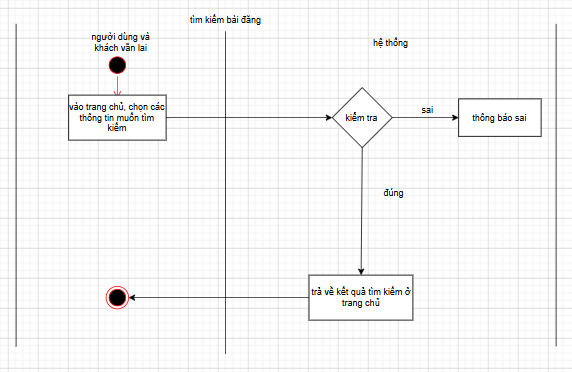 tìm kiếm bài đăng
người dùng và
khách vãn lai
hệ thống
vào trang chủ, chọn các
thông tin muốn tìm
kiếm
kiểm tra
sai
thông báo sai
đúng
trả về kết quả tìm kiếm ở
trang chủ